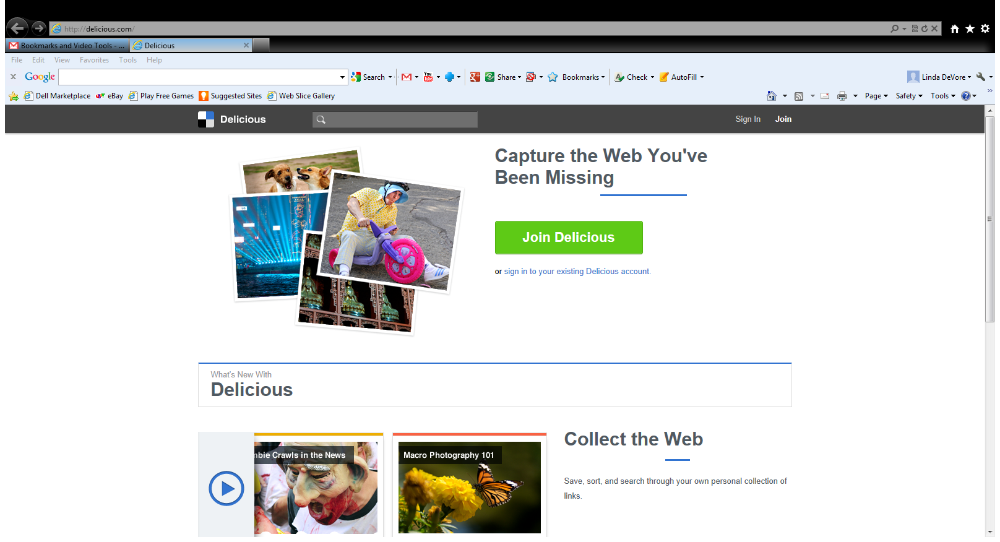 http://delicious.com/
Bookmarks and Video Tools - ...
Delicious
File Edit View Favorites Tools Help
x Google Search Share Bookmarks Check AutoFill Linda DeVore
Dell Marketplace eBay Play Free Games Suggested Sites Web Slice Gallery Page Safety Tools
Delicious
Sign In Join
Capture the Web You've
Been Missing
Join Delicious
or sign in to your existing Delicious account.
What's New With
Delicious
mbie Crawls in the News
Macro Photography 101
Collect the Web
Save, sort, and search through your own personal collection of
links.